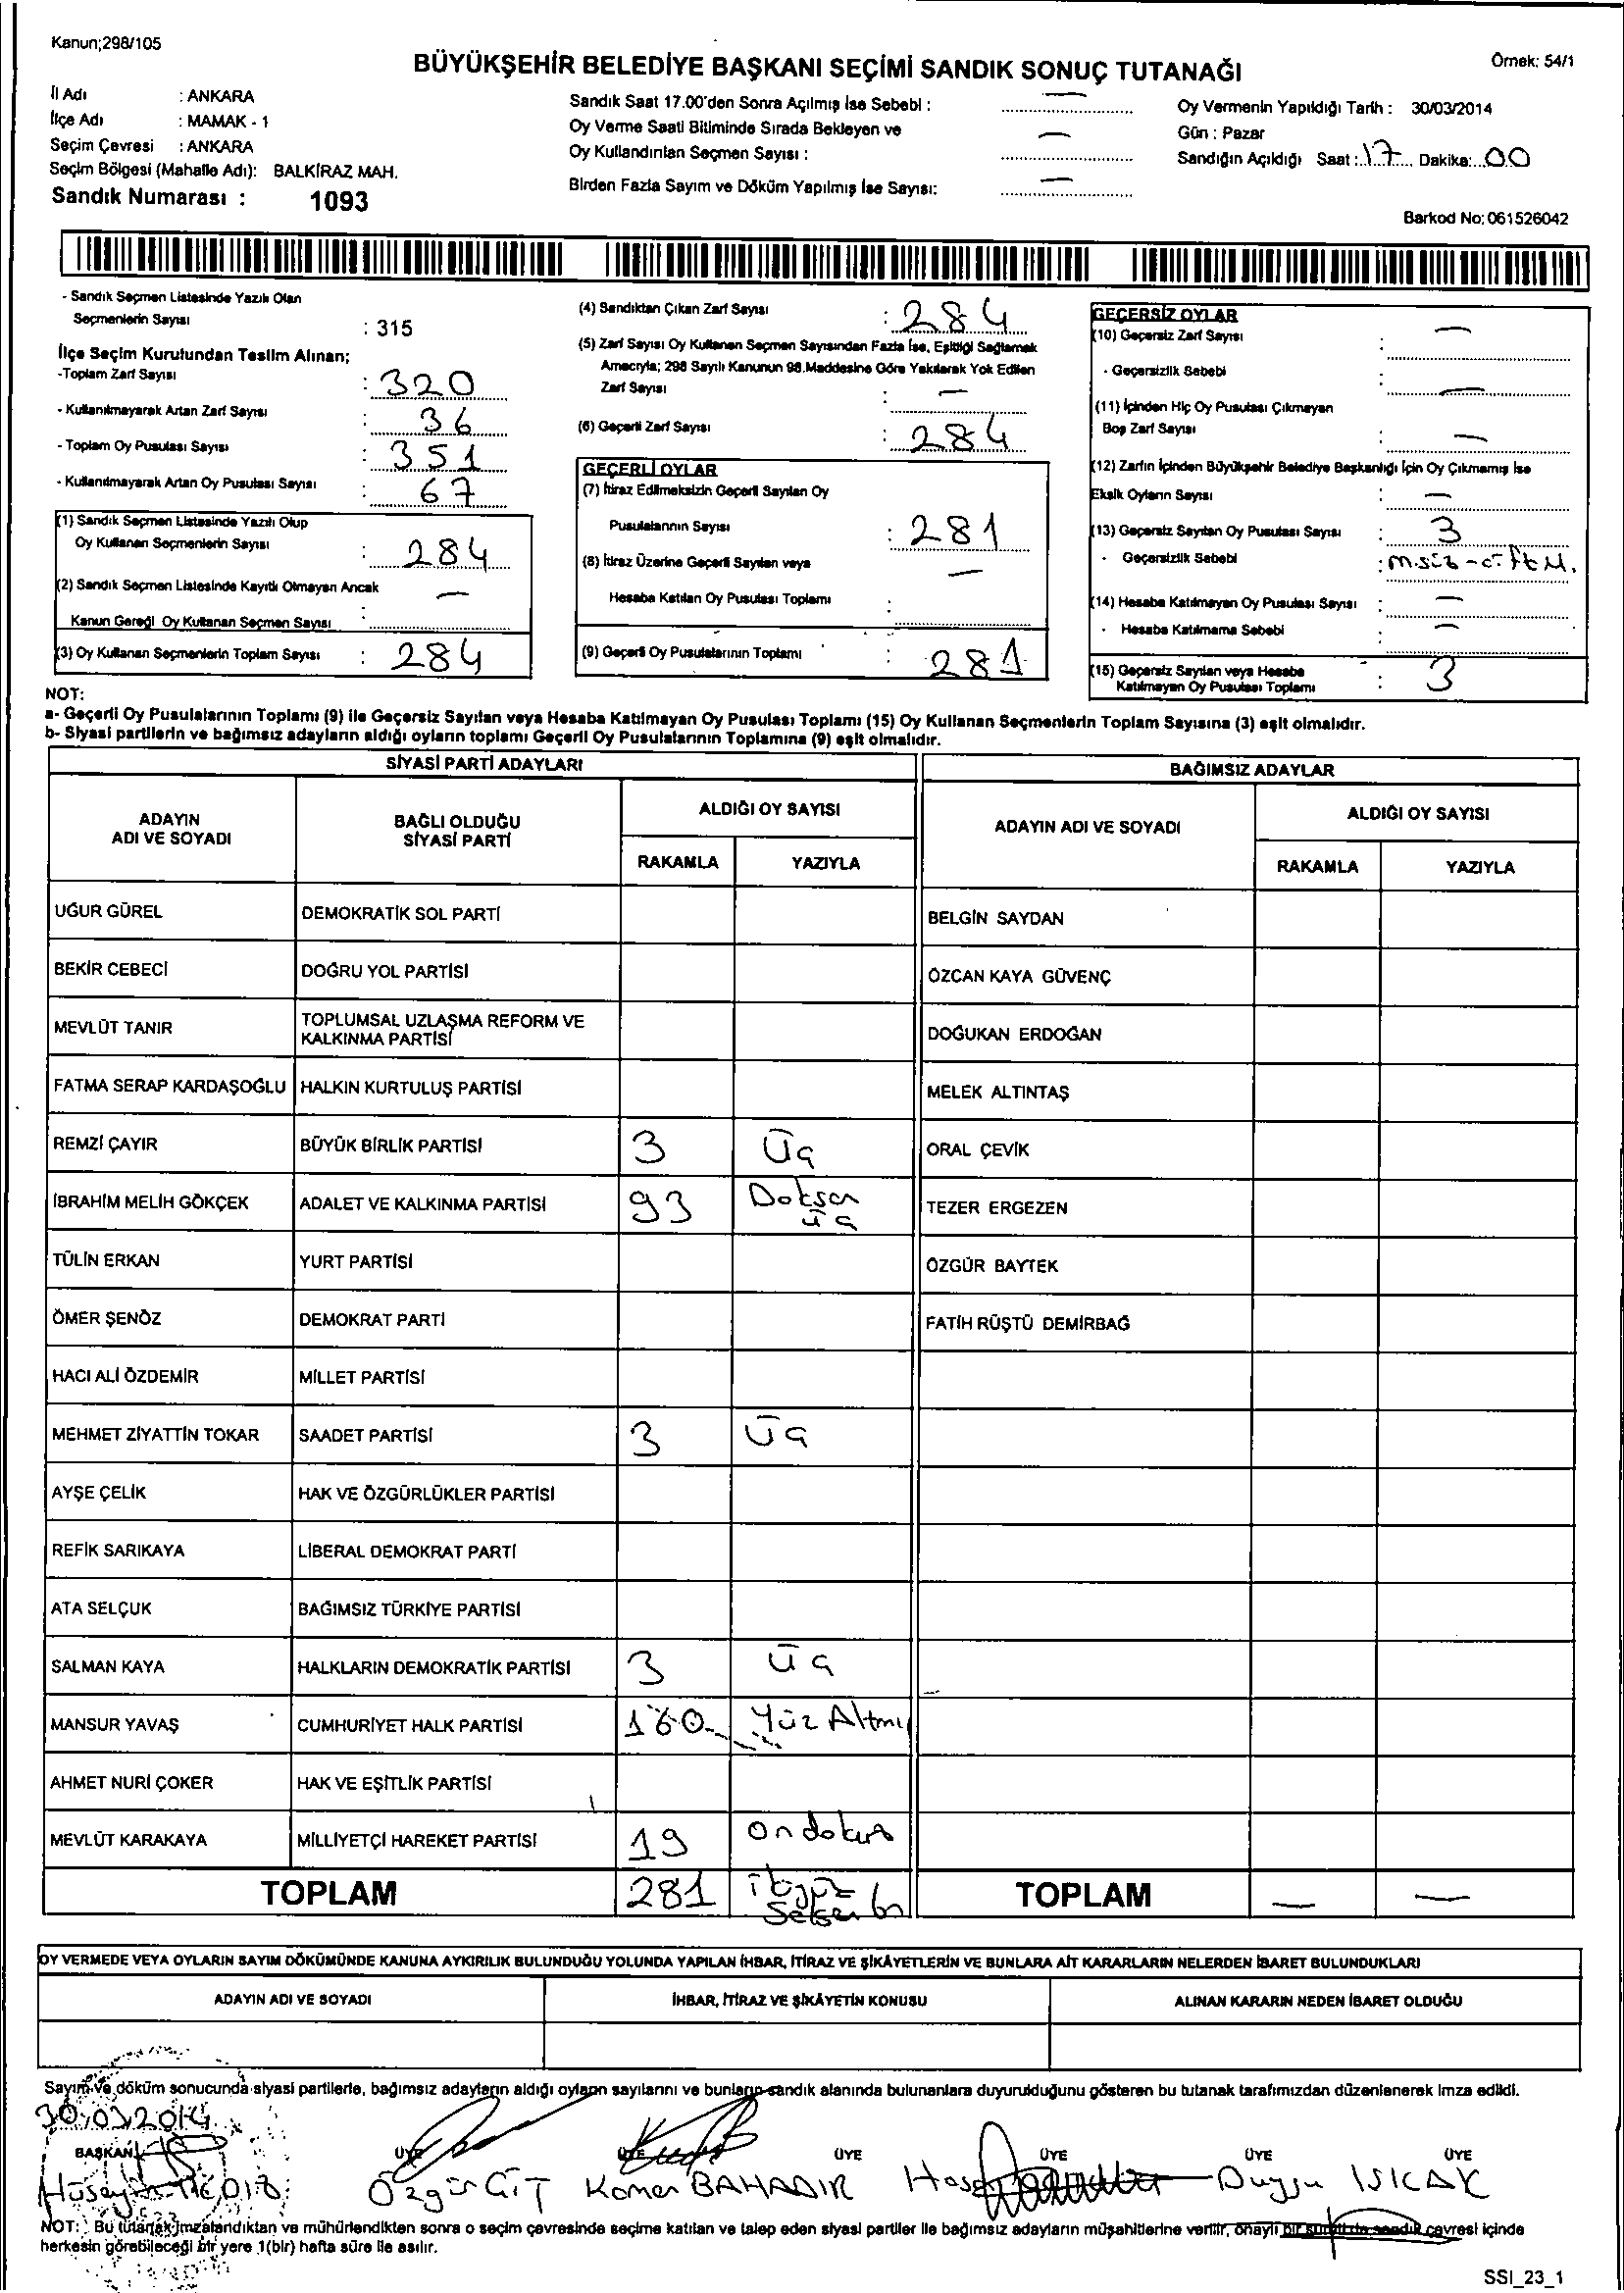 Kanun;298/105
BÜYÜKŞEHİR BELEDİYE BAŞKANI SEÇİMİ SANDIK SONUÇ TUTANAĞI
Örnek: 54/1
İl Adı : ANKARA
İlçe Adı : MAMAK - 1
Seçim Çevresi : ANKARA
Seçim Bölgesi (Mahalle Adı): BALKİRAZ MAH.
Sandık Numarası : 1093
Sandık Saat 17.00'den Sonra Açılmış İse Sebebi : —
Oy Verme Saati Bitiminde Sırada Bekleyen ve
Oy Kullandırılan Seçmen Sayısı : —
Birden Fazla Sayım ve Döküm Yapılmış İse Sayısı: —
Oy Vermenin Yapıldığı Tarih : 30/03/2014
Gün : Pazar
Sandığın Açıldığı Saat : 17 Dakika: 00
Barkod No: 061526042
- Sandık Seçmen Listesinde Yazılı Olan
Seçmenlerin Sayısı : 315
İlçe Seçim Kurulundan Teslim Alınan;
-Toplam Zarf Sayısı : 320
- Kullanılmayarak Artan Zarf Sayısı : 36
- Toplam Oy Pusulası Sayısı : 351
- Kullanılmayarak Artan Oy Pusulası Sayısı : 67
(1) Sandık Seçmen Listesinde Yazılı Olup
Oy Kullanan Seçmenlerin Sayısı : 284
(2) Sandık Seçmen Listesinde Kayıtlı Olmayan Ancak
Kanun Gereği Oy Kullanan Seçmen Sayısı : —
(3) Oy Kullanan Seçmenlerin Toplam Sayısı : 284
(4) Sandıktan Çıkan Zarf Sayısı : 284
(5) Zarf Sayısı Oy Kullanan Seçmen Sayısından Fazla İse, Eşitliği Sağlamak
Amacıyla; 298 Sayılı Kanunun 98.Maddesine Göre Yakılarak Yok Edilen
Zarf Sayısı : —
(6) Geçerli Zarf Sayısı : 284
GEÇERLİ OYLAR
(7) İtiraz Edilmeksizin Geçerli Sayılan Oy
Pusulalarının Sayısı : 281
(8) İtiraz Üzerine Geçerli Sayılan veya
Hesaba Katılan Oy Pusulası Toplamı : —
(9) Geçerli Oy Pusulalarının Toplamı : 281
GEÇERSİZ OYLAR
(10) Geçersiz Zarf Sayısı : —
- Geçersizlik Sebebi : —
(11) İçinden Hiç Oy Pusulası Çıkmayan
Boş Zarf Sayısı : —
(12) Zarfın İçinden Büyükşehir Belediye Başkanlığı İçin Oy Çıkmamış İse
Eksik Oyların Sayısı : —
(13) Geçersiz Sayılan Oy Pusulası Sayısı : 3
- Geçersizlik Sebebi :
(14) Hesaba Katılmayan Oy Pusulası Sayısı : —
- Hesaba Katılmama Sebebi : —
(15) Geçersiz Sayılan veya Hesaba
Katılmayan Oy Pusulası Toplamı : 3
NOT:
a- Geçerli Oy Pusulalarının Toplamı (9) ile Geçersiz Sayılan veya Hesaba Katılmayan Oy Pusulası Toplamı (15) Oy Kullanan Seçmenlerin Toplam Sayısına (3) eşit olmalıdır.
b- Siyasi partilerin ve bağımsız adayların aldığı oyların toplamı Geçerli Oy Pusulalarının Toplamına (9) eşit olmalıdır.
SİYASİ PARTİ ADAYLARI
BAĞIMSIZ ADAYLAR
ADAYIN ADI VE SOYADI
BAĞLI OLDUĞU SİYASİ PARTİ
ALDIĞI OY SAYISI
RAKAMLA YAZIYLA
ADAYIN ADI VE SOYADI
ALDIĞI OY SAYISI
RAKAMLA YAZIYLA
UĞUR GÜREL DEMOKRATİK SOL PARTİ BELGİN SAYDAN
BEKİR CEBECİ DOĞRU YOL PARTİSİ ÖZCAN KAYA GÜVENÇ
MEVLÜT TANIR TOPLUMSAL UZLAŞMA REFORM VE KALKINMA PARTİSİ DOĞUKAN ERDOĞAN
FATMA SERAP KARDAŞOĞLU HALKIN KURTULUŞ PARTİSİ MELEK ALTINTAŞ
REMZİ ÇAYIR BÜYÜK BİRLİK PARTİSİ 3 Üç ORAL ÇEVİK
İBRAHİM MELİH GÖKÇEK ADALET VE KALKINMA PARTİSİ 93 Doksan üç TEZER ERGEZEN
TÜLİN ERKAN YURT PARTİSİ ÖZGÜR BAYTEK
ÖMER ŞENÖZ DEMOKRAT PARTİ FATİH RÜŞTÜ DEMİRBAĞ
HACI ALİ ÖZDEMİR MİLLET PARTİSİ
MEHMET ZİYATTİN TOKAR SAADET PARTİSİ 3 Üç
AYŞE ÇELİK HAK VE ÖZGÜRLÜKLER PARTİSİ
REFİK SARIKAYA LİBERAL DEMOKRAT PARTİ
ATA SELÇUK BAĞIMSIZ TÜRKİYE PARTİSİ
SALMAN KAYA HALKLARIN DEMOKRATİK PARTİSİ 3 Üç
MANSUR YAVAŞ CUMHURİYET HALK PARTİSİ 160 Yüz Altmı
AHMET NURİ ÇOKER HAK VE EŞİTLİK PARTİSİ
MEVLÜT KARAKAYA MİLLİYETÇİ HAREKET PARTİSİ 19 ondokus
TOPLAM 281 TOPLAM — —
OY VERMEDE VEYA OYLARIN SAYIM DÖKÜMÜNDE KANUNA AYKIRILIK BULUNDUĞU YOLUNDA YAPILAN İHBAR, İTİRAZ VE ŞİKÂYETLERİN VE BUNLARA AİT KARARLARIN NELERDEN İBARET BULUNDUKLARI
ADAYIN ADI VE SOYADI İHBAR, İTİRAZ VE ŞİKÂYETİN KONUSU ALINAN KARARIN NEDEN İBARET OLDUĞU
Sayım ve döküm sonucunda siyasi partilerle, bağımsız adayların aldığı oyların sayılarını ve bunların sandık alanında bulunanlara duyurulduğunu gösteren bu tutanak tarafımızdan düzenlenerek imza edildi.
30/03/2014
BAŞKAN ÜYE ÜYE ÜYE ÜYE ÜYE ÜYE
Özgür GİT Kamer BAHADIR Duygu ISICAK
NOT: Bu tutanak imzalandıktan ve mühürlendikten sonra o seçim çevresinde seçime katılan ve talep eden siyasi partiler ile bağımsız adayların müşahitlerine verilir, onaylı bir sureti de sandık çevresi içinde
herkesin görebileceği bir yere 1(bir) hafta süre ile asılır.
SSI_23_1